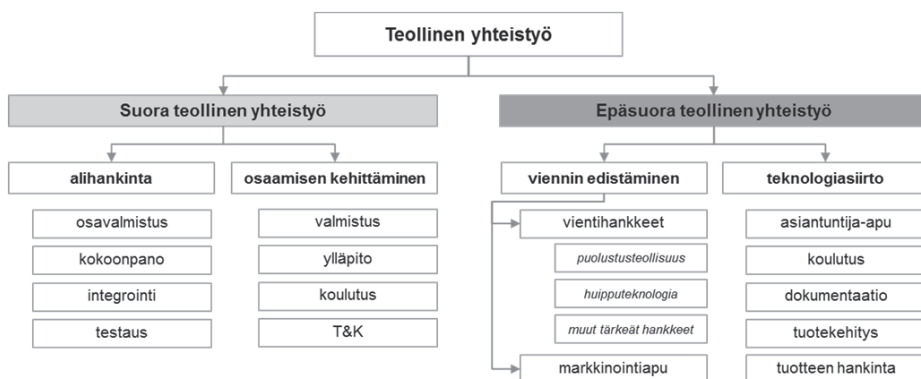 Teollinen yhteistyö
Suora teollinen yhteistyö
Epäsuora teollinen yhteistyö
alihankinta
osaamisen kehittäminen
viennin edistäminen
teknologiasiirto
osavalmistus
valmistus
vientihankkeet
asiantuntija-apu
kokoonpano
ylläpito
puolustusteollisuus
koulutus
integrointi
koulutus
huipputeknologia
dokumentaatio
testaus
T&K
muut tärkeät hankkeet
tuotekehitys
markkinointiapu
tuotteen hankinta